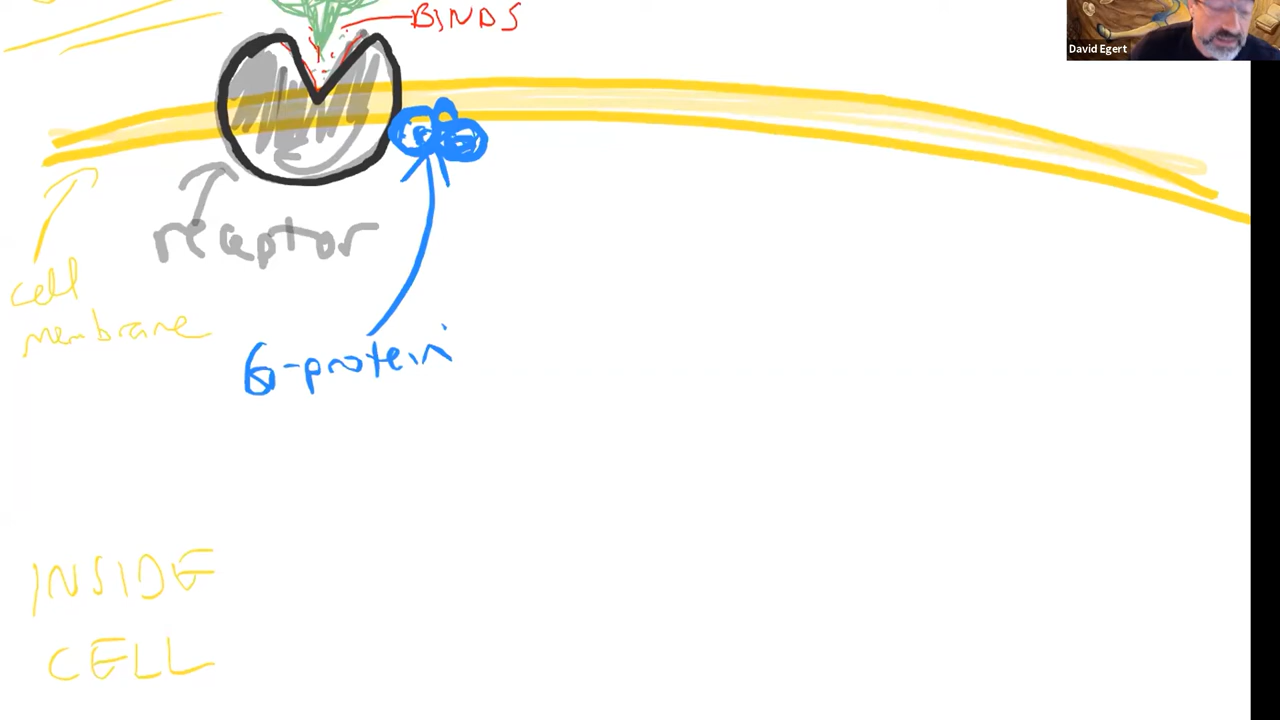 BINDS
David Egert
receptor
cell
membrane
G-protein
INSIDE
CELL